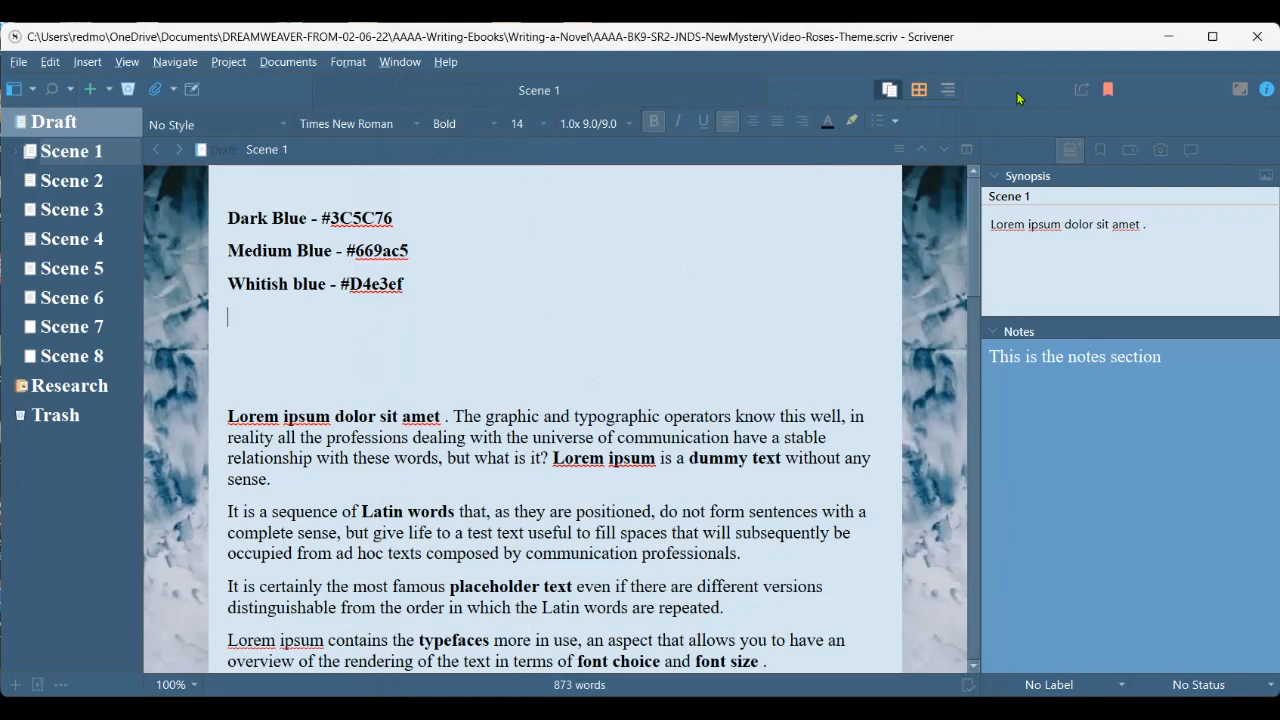 C:\Users\redmo\OneDrive\Documents\DREAMWEAVER-FROM-02-06-22\AAAA-Writing-Ebooks\Writing-a-Novel\AAAA-BK9-SR2-JNDS-NewMystery\Video-Roses-Theme.scriv - Scrivener
File Edit Insert View Navigate Project Documents Format Window Help
Scene 1
No Style Times New Roman Bold 14 1.0x 9.0/9.0 B I U A
Draft Scene 1
Draft
Scene 1
Scene 2
Scene 3
Scene 4
Scene 5
Scene 6
Scene 7
Scene 8
Research
Trash
Dark Blue - #3C5C76
Medium Blue - #669ac5
Whitish blue - #D4e3ef
Lorem ipsum dolor sit amet . The graphic and typographic operators know this well, in
reality all the professions dealing with the universe of communication have a stable
relationship with these words, but what is it? Lorem ipsum is a dummy text without any
sense.
It is a sequence of Latin words that, as they are positioned, do not form sentences with a
complete sense, but give life to a test text useful to fill spaces that will subsequently be
occupied from ad hoc texts composed by communication professionals.
It is certainly the most famous placeholder text even if there are different versions
distinguishable from the order in which the Latin words are repeated.
Lorem ipsum contains the typefaces more in use, an aspect that allows you to have an
overview of the rendering of the text in terms of font choice and font size .
Synopsis
Scene 1
Lorem ipsum dolor sit amet .
Notes
This is the notes section
100% 873 words No Label No Status